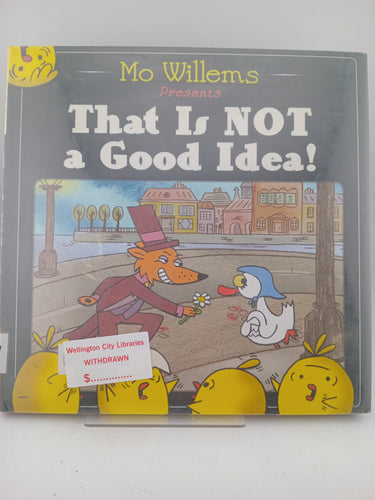 Mo Willems
Presents
That Is NOT
a Good Idea!
Wellington City Libraries
WITHDRAWN
$..............